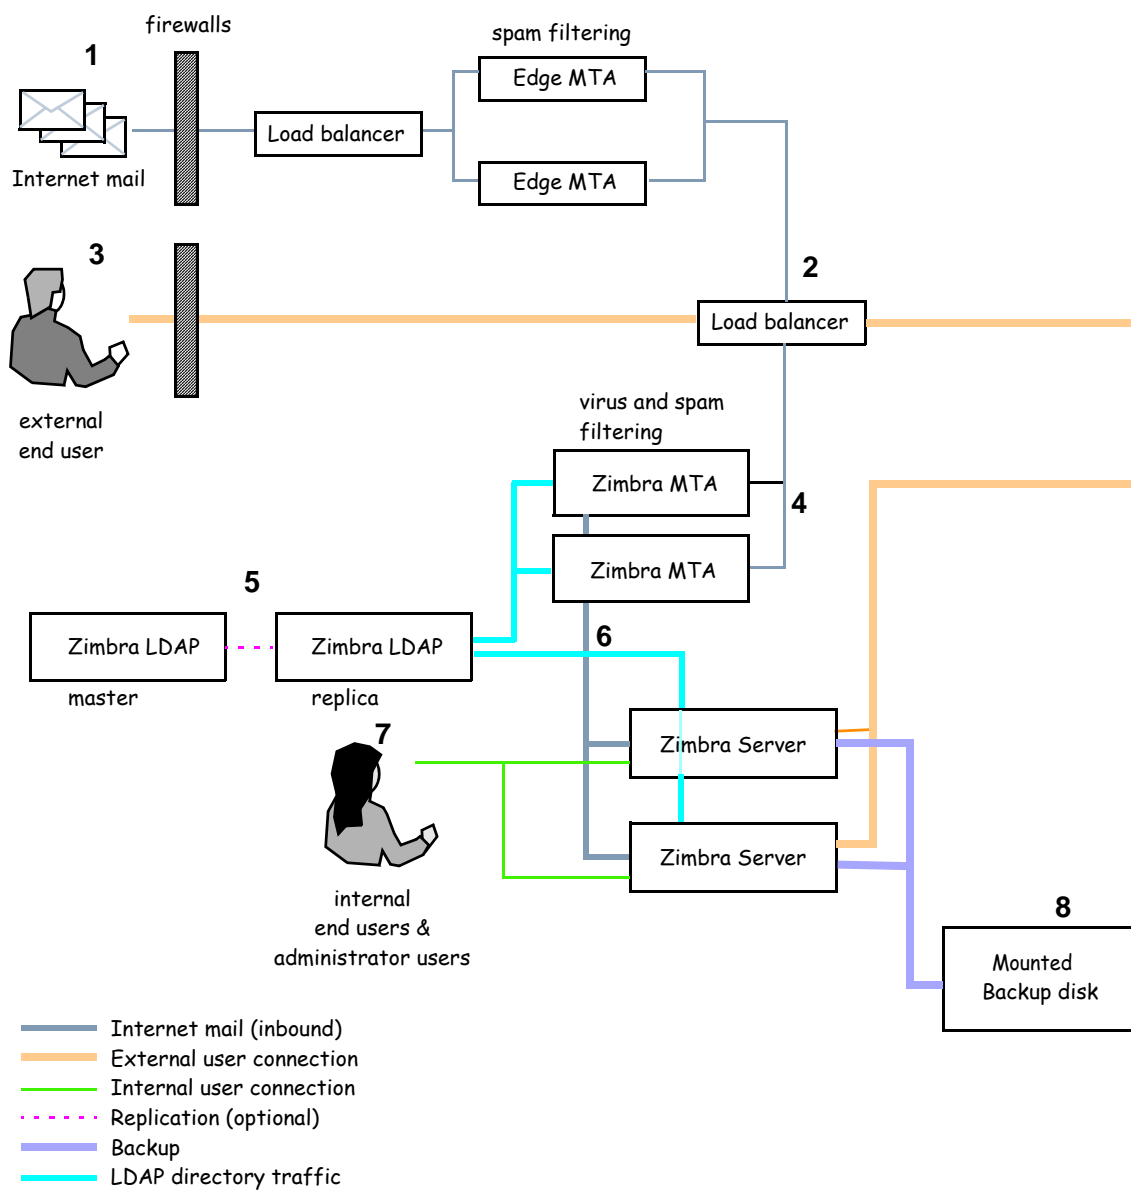 firewalls
spam filtering
1
Edge MTA
Load balancer
Internet mail
Edge MTA
3
2
Load balancer
external
end user
virus and spam
filtering
Zimbra MTA
4
Zimbra MTA
5
6
Zimbra LDAP
Zimbra LDAP
master
replica
7
Zimbra Server
Zimbra Server
internal
end users &
administrator users
8
Mounted
Backup disk
Internet mail (inbound)
External user connection
Internal user connection
Replication (optional)
Backup
LDAP directory traffic